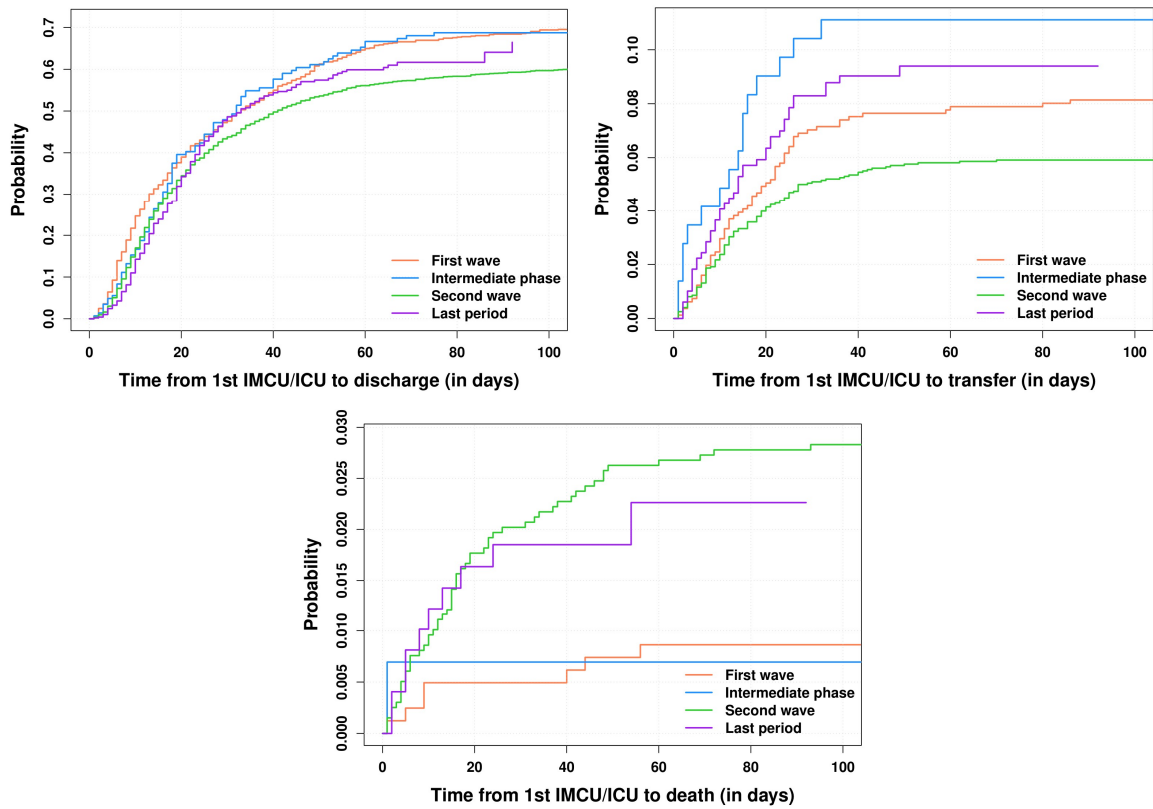 Probability
0.7
0.6
0.5
0.4
0.3
0.2
0.1
0.0
First wave
Intermediate phase
Second wave
Last period
0 20 40 60 80 100
Time from 1st IMCU/ICU to discharge (in days)
Probability
0.10
0.08
0.06
0.04
0.02
0.00
First wave
Intermediate phase
Second wave
Last period
0 20 40 60 80 100
Time from 1st IMCU/ICU to transfer (in days)
Probability
0.030
0.025
0.020
0.015
0.010
0.005
0.000
First wave
Intermediate phase
Second wave
Last period
0 20 40 60 80 100
Time from 1st IMCU/ICU to death (in days)